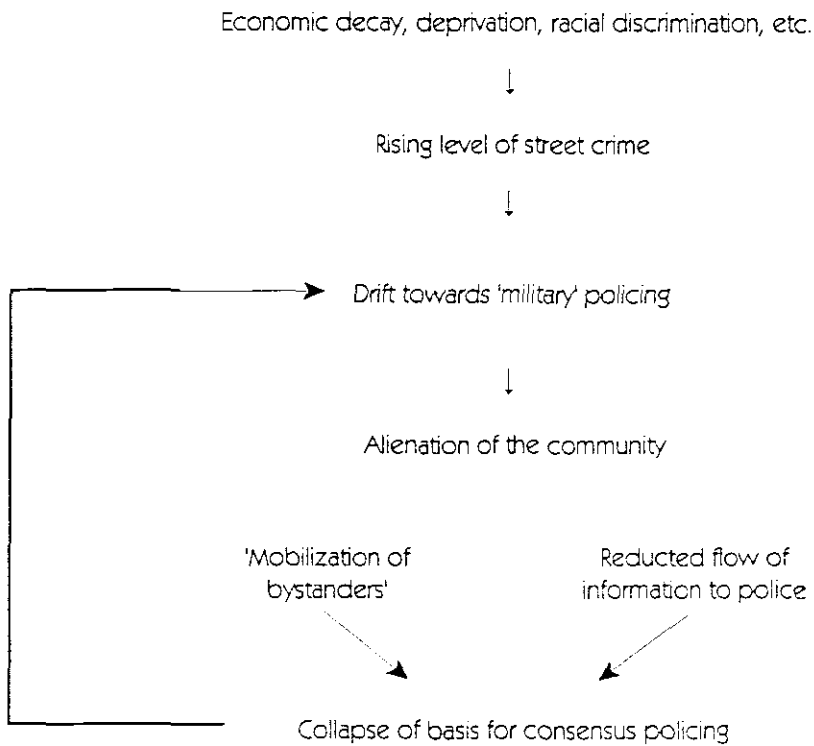 Economic decay, deprivation, racial discrimination, etc.
Rising level of street crime
Drift towards 'military' policing
Alienation of the community
'Mobilization of
bystanders'
Reducted flow of
information to police
Collapse of basis for consensus policing